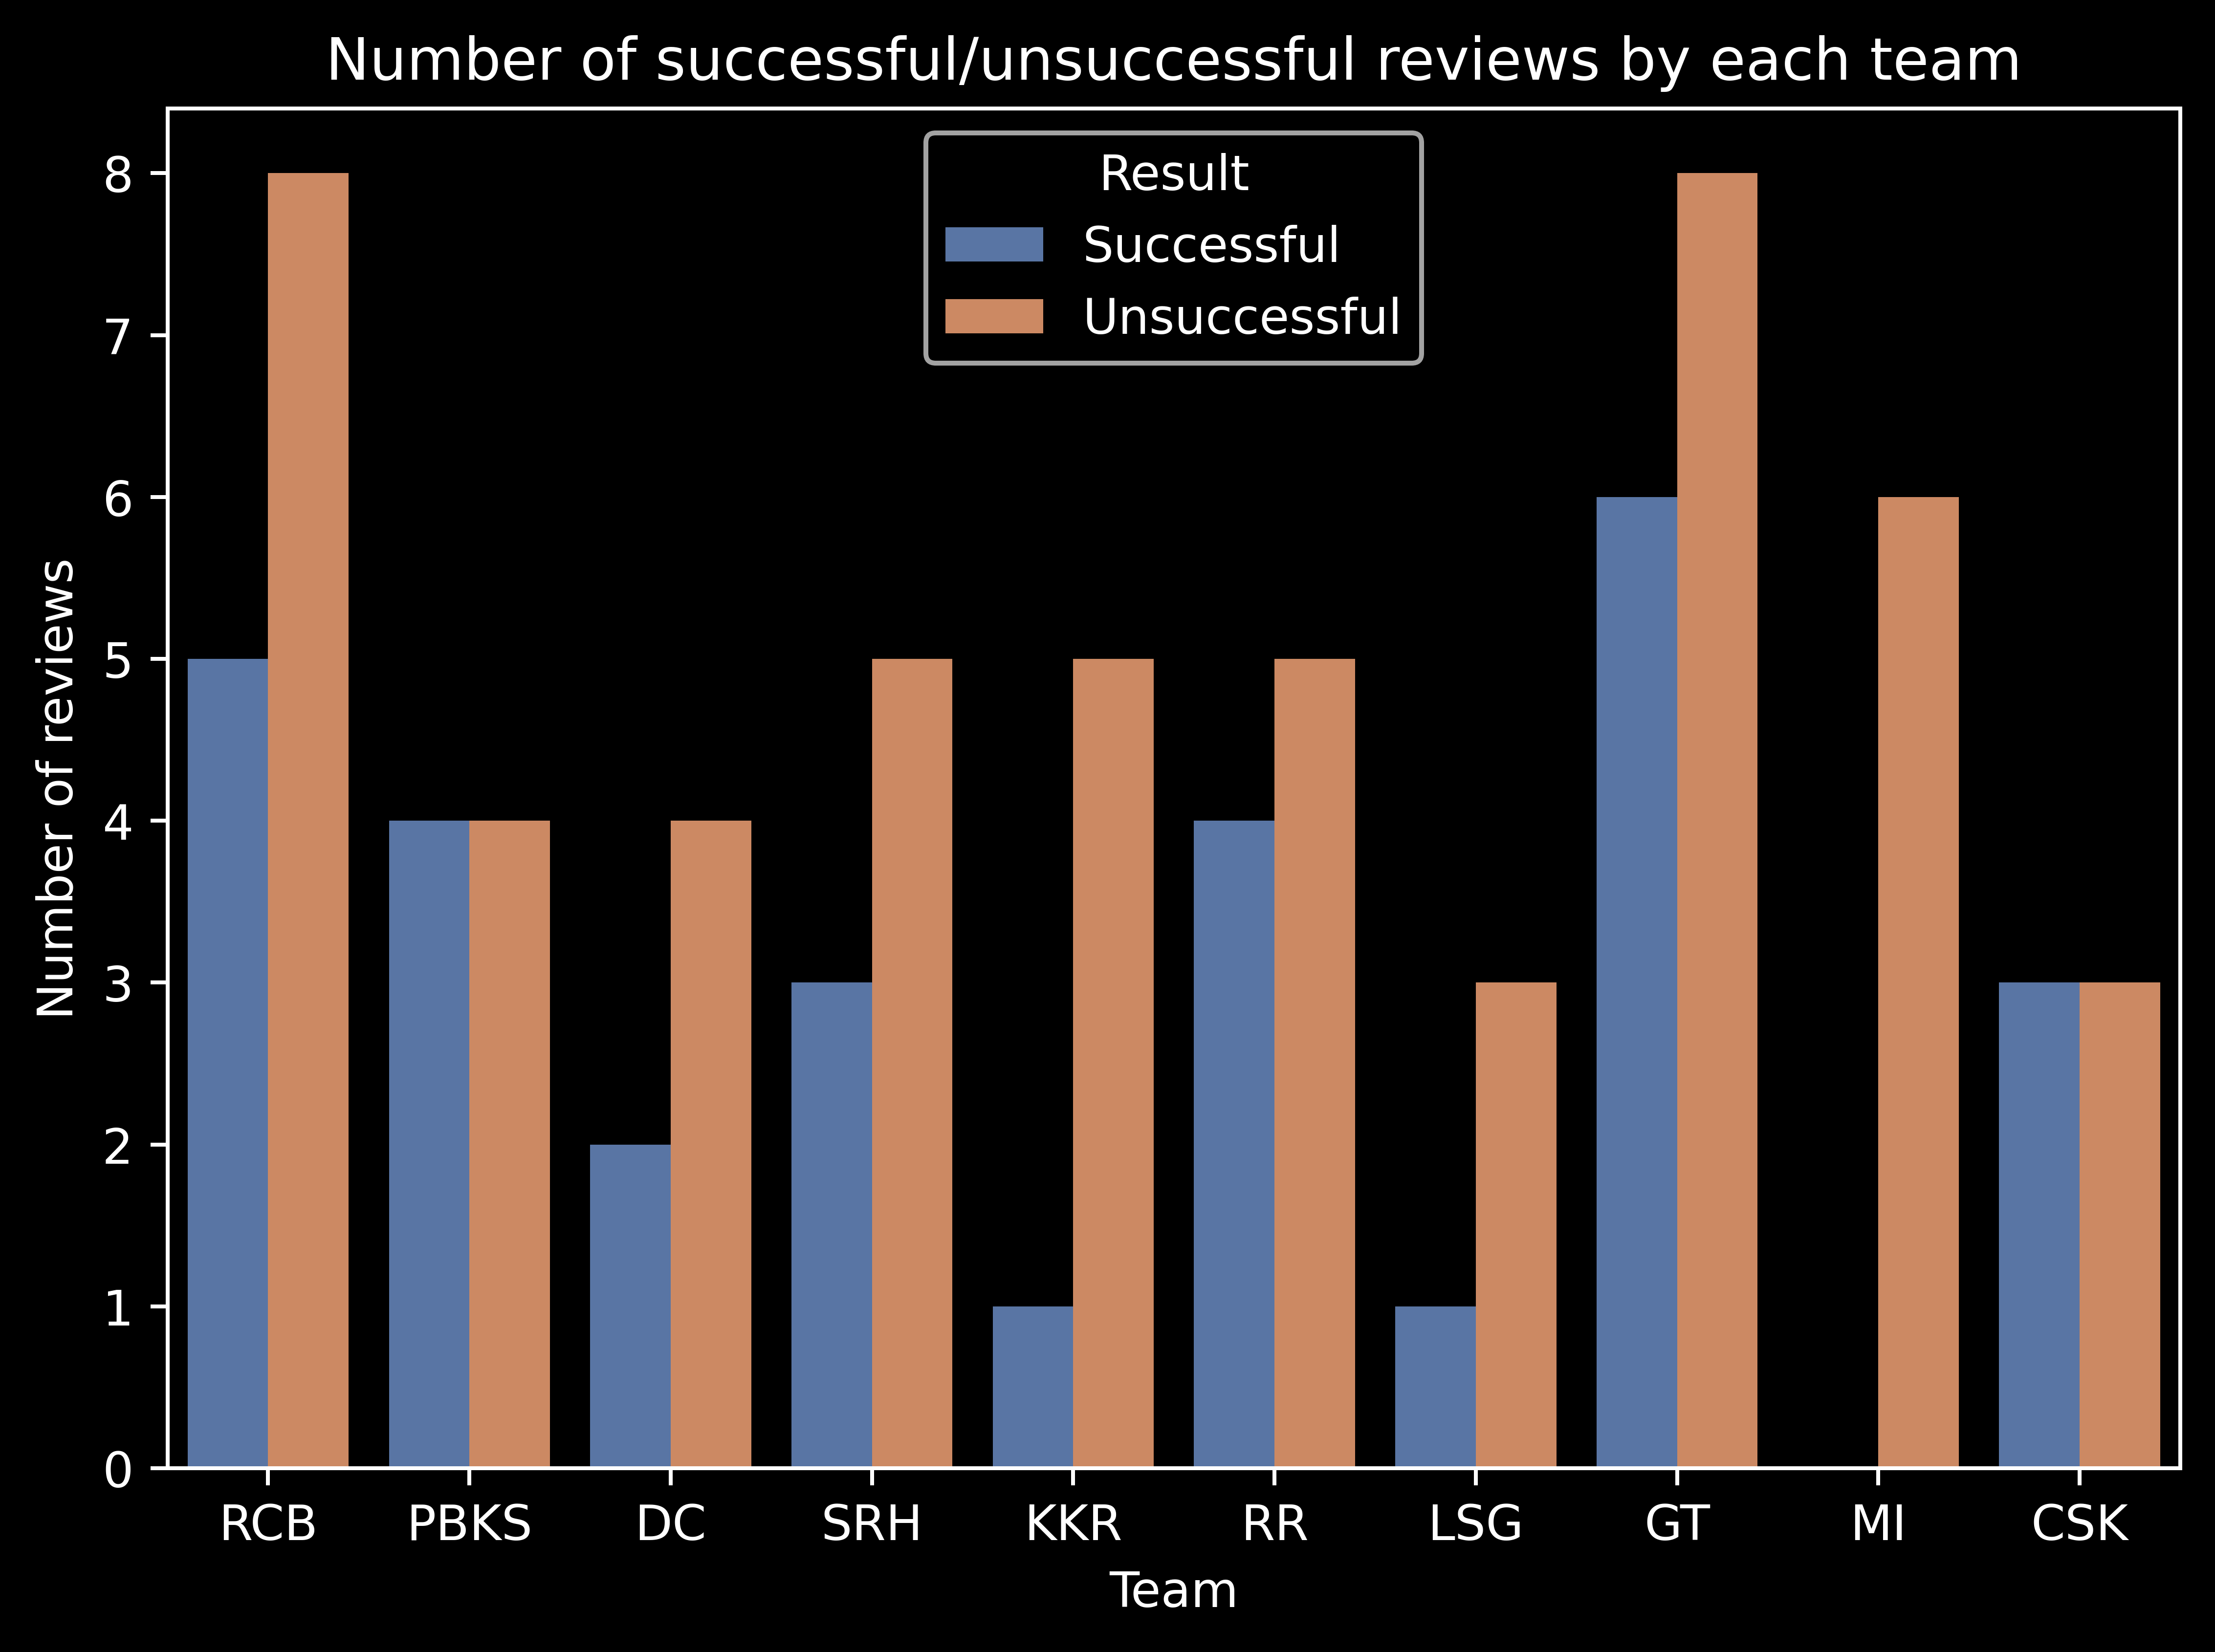 Number of successful/unsuccessful reviews by each team
Result
Successful
Unsuccessful
Number of reviews
8
7
6
5
4
3
2
1
0
RCB PBKS DC SRH KKR RR LSG GT MI CSK
Team